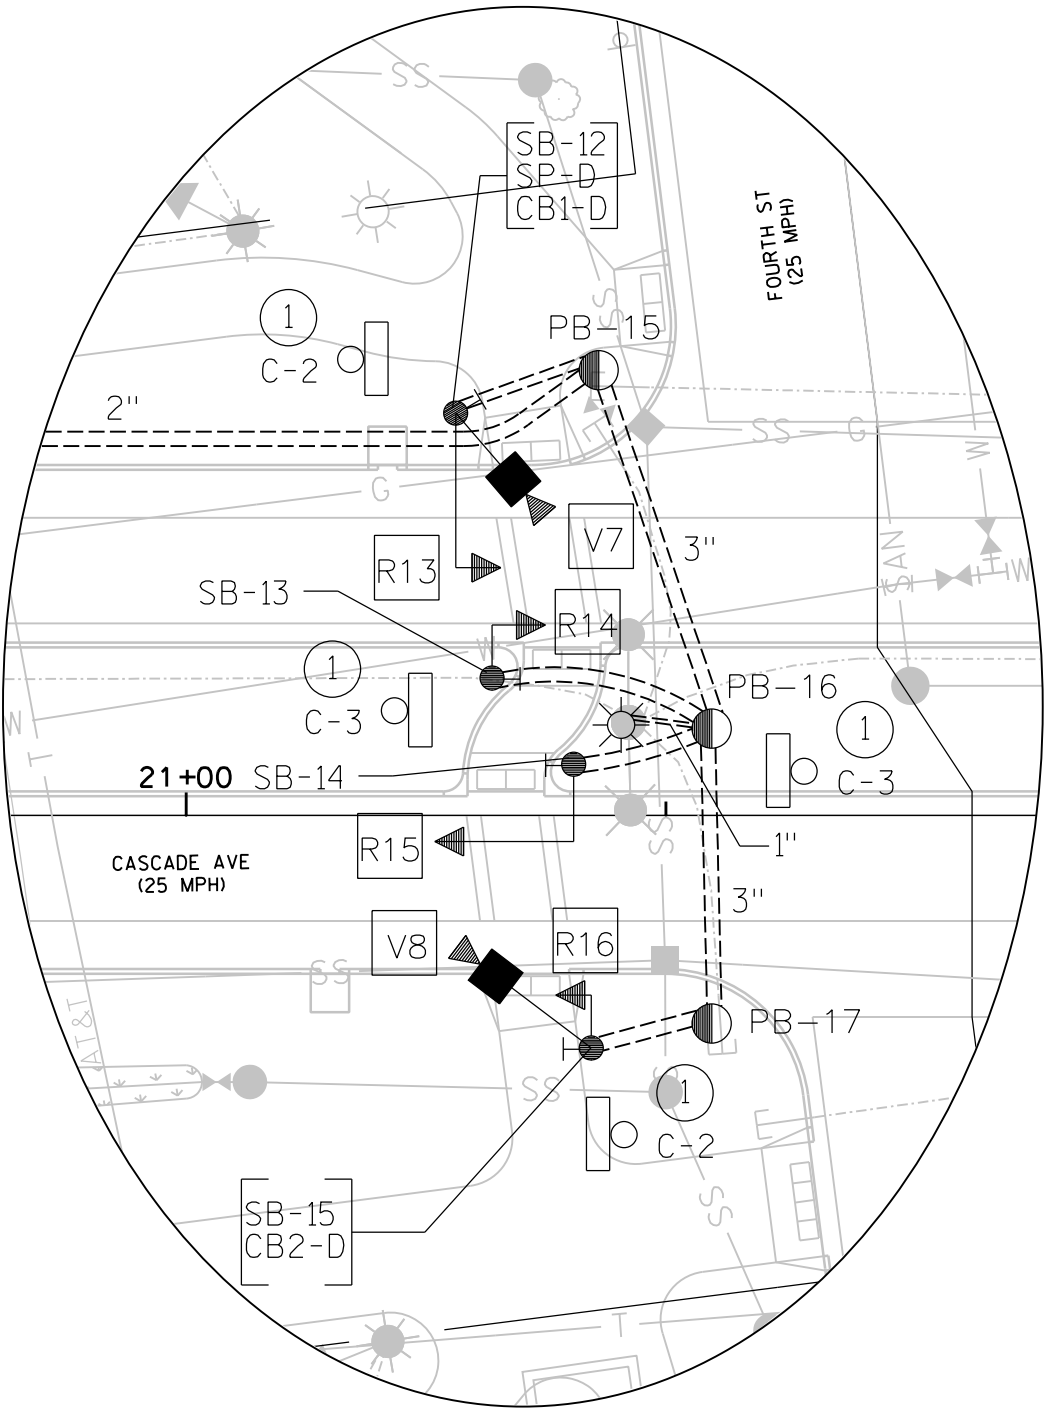 SS
SB-12
SP-D
CB1-D
FOURTH ST
(25 MPH)
SS
1
C-2
PB-15
2"
SS
G
G
W
T
3"
V7
R13
SB-13
R14
SAN
W
W
1
C-3
W
T
PB-16
1
C-3
21+00
SB-14
R15
SS
1"
CASCADE AVE
(25 MPH)
3"
V8
R16
SS
AT&T
PB-17
SS
1
C-2
T
SS
SB-15
CB2-D
T